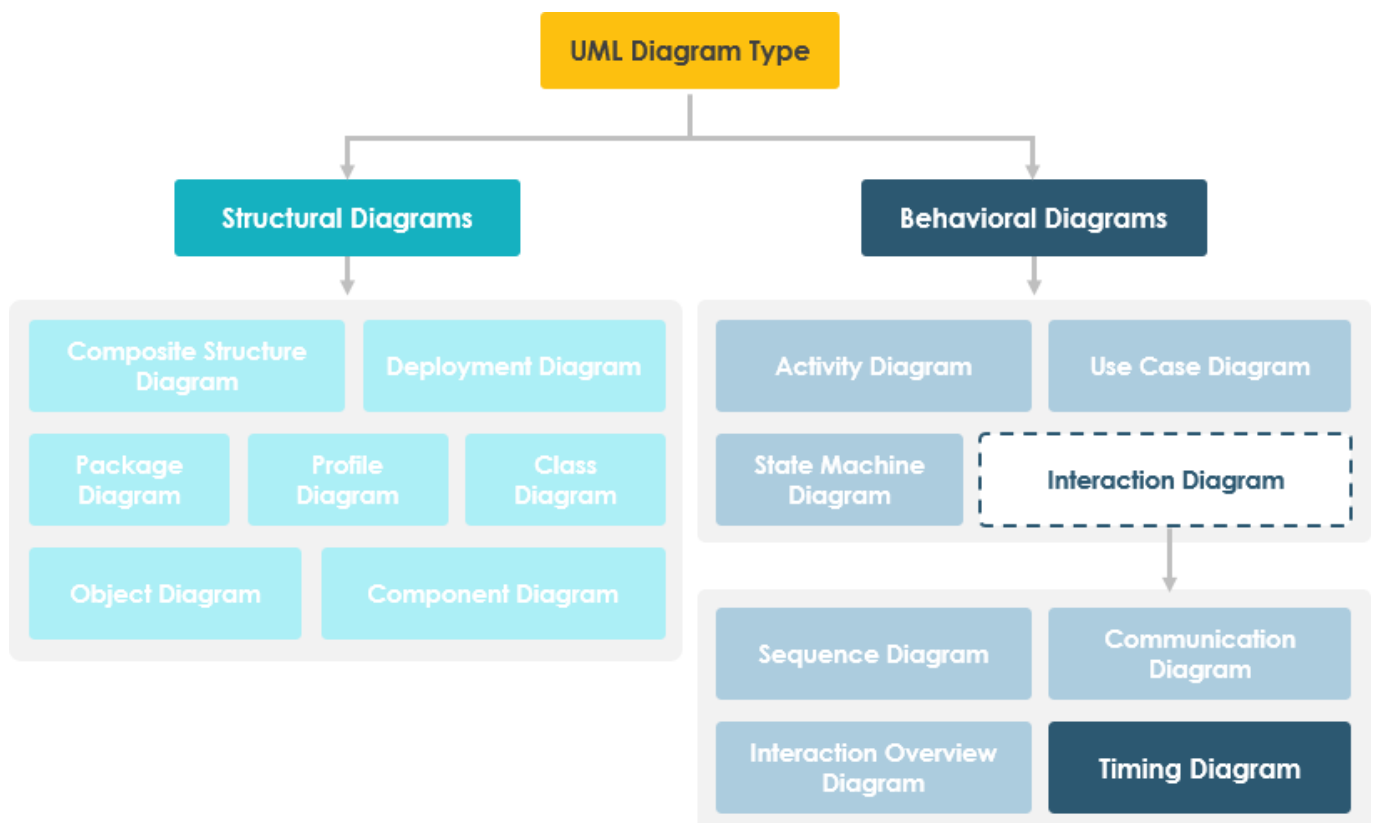 UML Diagram Type
Structural Diagrams
Behavioral Diagrams
Composite Structure
Diagram
Deployment Diagram
Package
Diagram
Profile
Diagram
Class
Diagram
Object Diagram
Component Diagram
Activity Diagram
Use Case Diagram
State Machine
Diagram
Interaction Diagram
Sequence Diagram
Communication
Diagram
Interaction Overview
Diagram
Timing Diagram